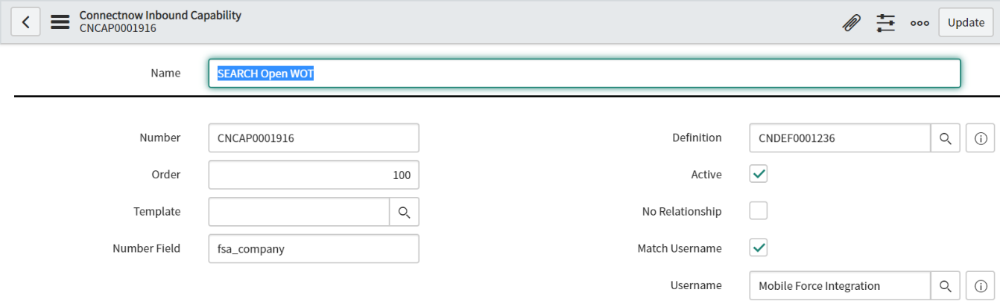 Connectnow Inbound Capability
CNCAP0001916
Update
Name
SEARCH Open WOT
Number
CNCAP0001916
Definition
CNDEF0001236
Order
100
Active
Template
No Relationship
Number Field
fsa_company
Match Username
Username
Mobile Force Integration